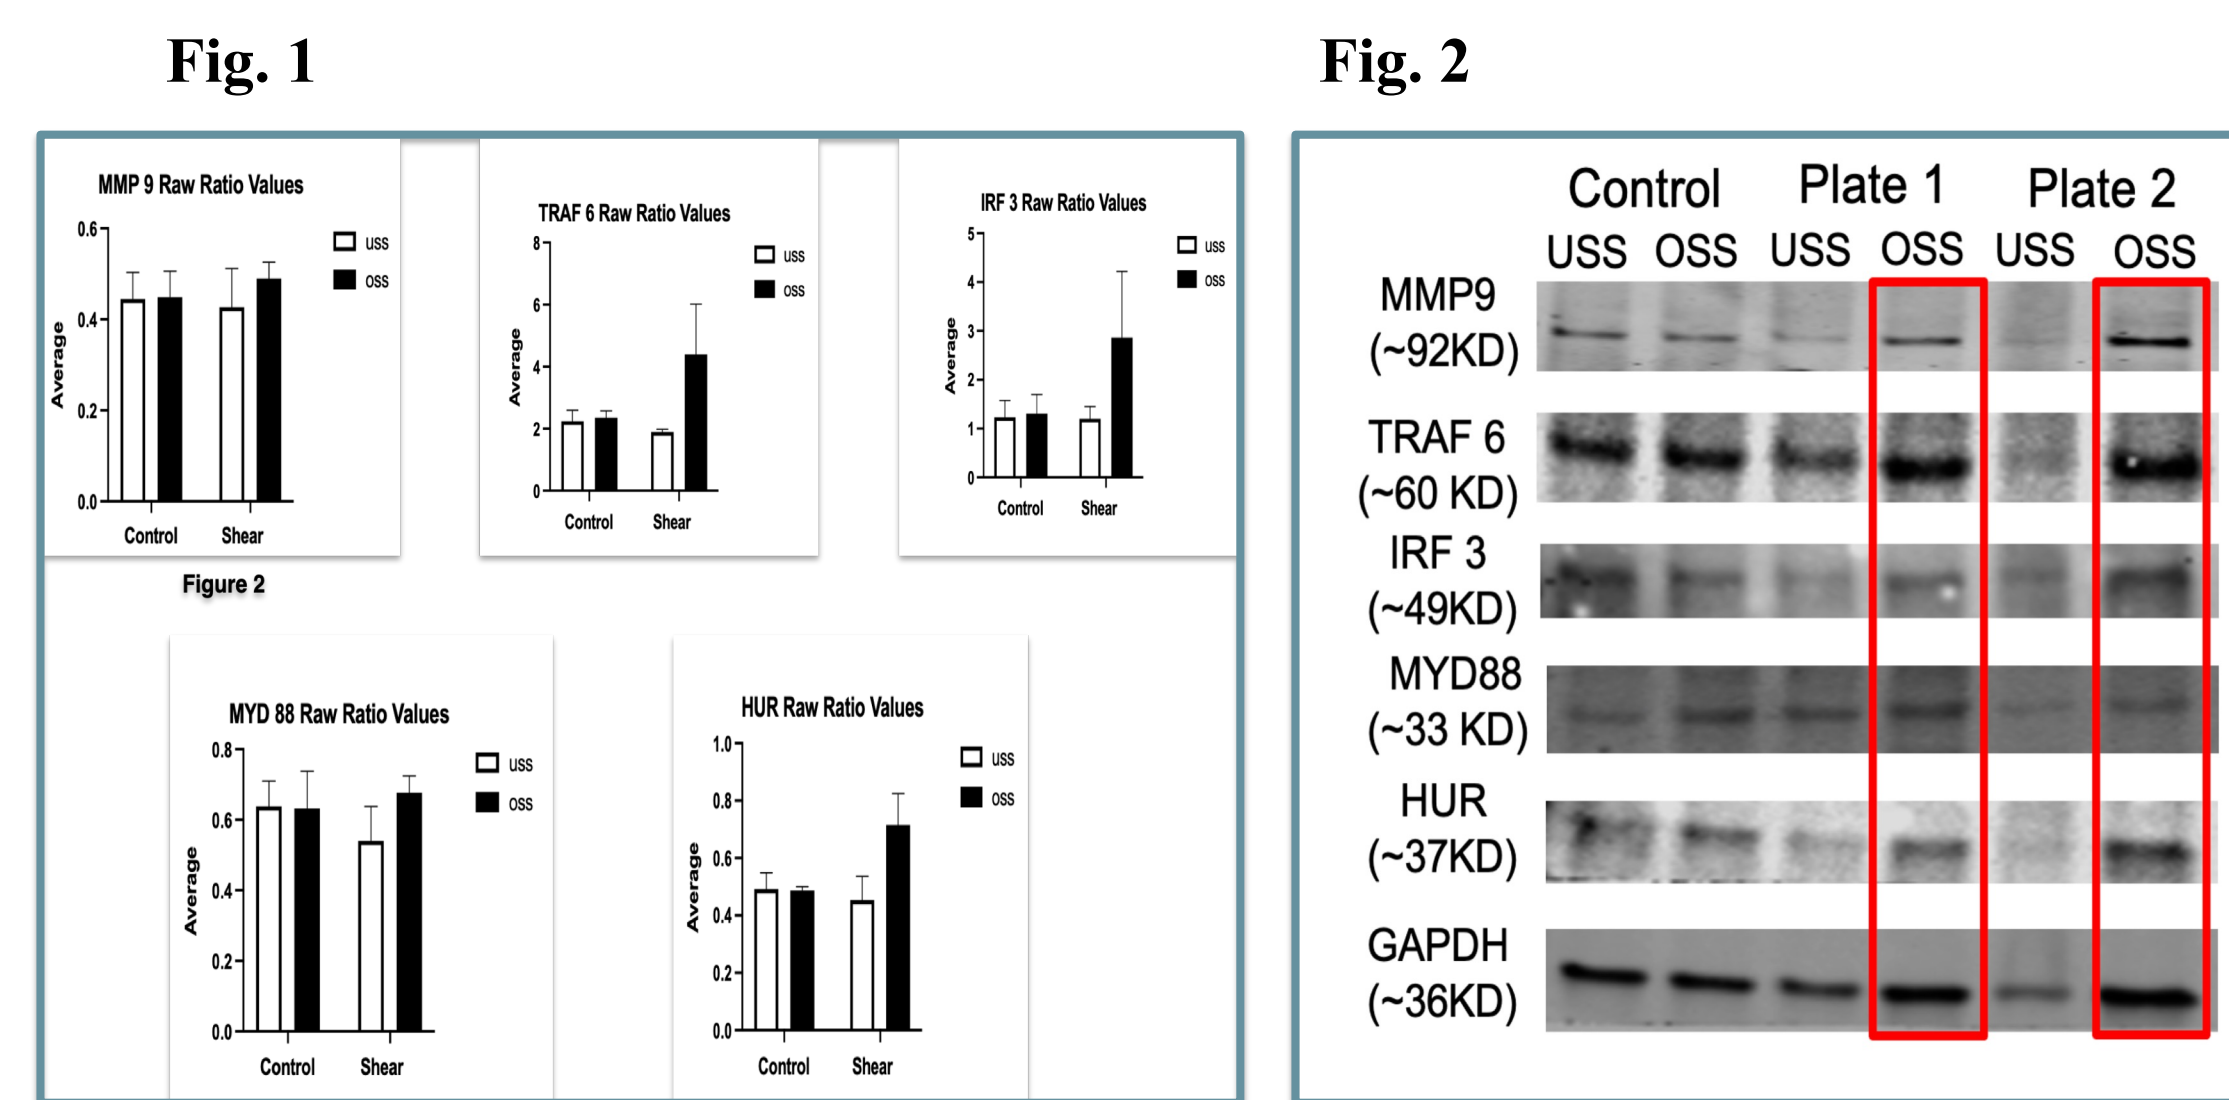 Fig. 1
MMP 9 Raw Ratio Values
0.6
0.4
0.2
0.0
Average
Control
Shear
USS
OSS
TRAF 6 Raw Ratio Values
8
6
4
2
0
Average
Control
Shear
USS
OSS
IRF 3 Raw Ratio Values
5
4
3
2
1
0
Average
Control
Shear
USS
OSS
Figure 2
MYD 88 Raw Ratio Values
0.8
0.6
0.4
0.2
0.0
Average
Control
Shear
USS
OSS
HUR Raw Ratio Values
1.0
0.8
0.6
0.4
0.2
0.0
Average
Control
Shear
USS
OSS
Fig. 2
Control Plate 1 Plate 2
USS OSS USS OSS USS OSS
MMP9
(~92KD)
TRAF 6
(~60 KD)
IRF 3
(~49KD)
MYD88
(~33 KD)
HUR
(~37KD)
GAPDH
(~36KD)